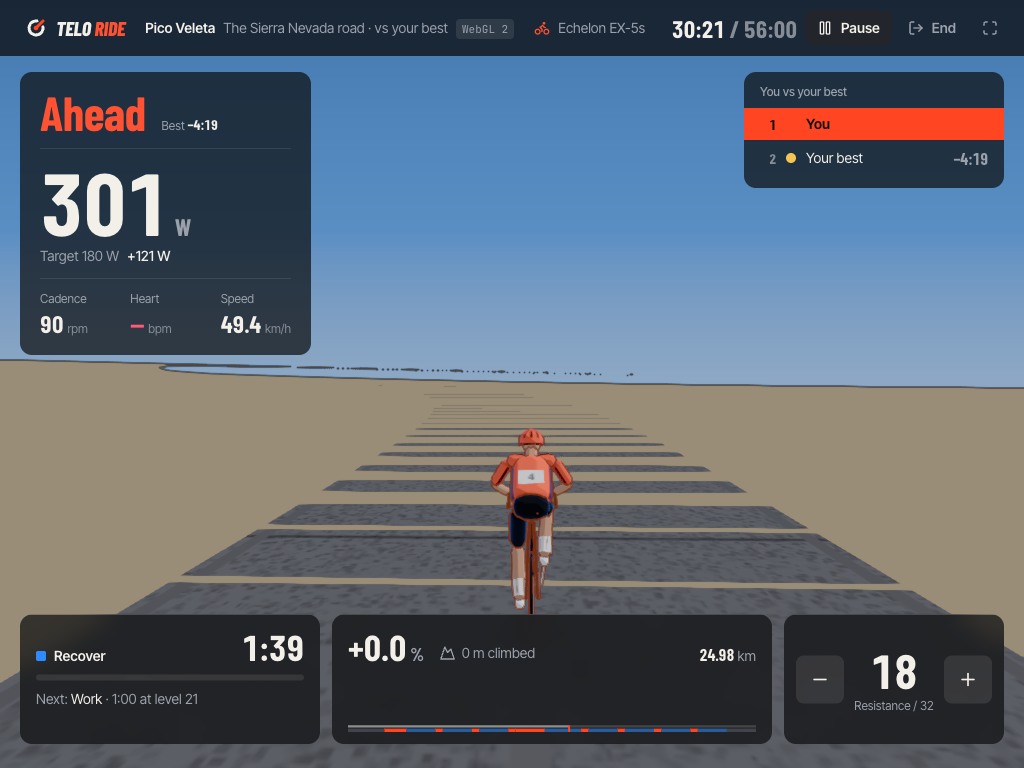 TELO RIDE Pico Veleta The Sierra Nevada road · vs your best WebGL 2 Echelon EX-5s 30:21 / 56:00 Pause End
Ahead Best −4:19
301 W
Target 180 W +121 W
Cadence Heart Speed
90 rpm – bpm 49.4 km/h
You vs your best
1 You
2 Your best −4:19
4
Recover 1:39
Next: Work · 1:00 at level 21
+0.0 % 0 m climbed 24.98 km
− 18 +
Resistance / 32